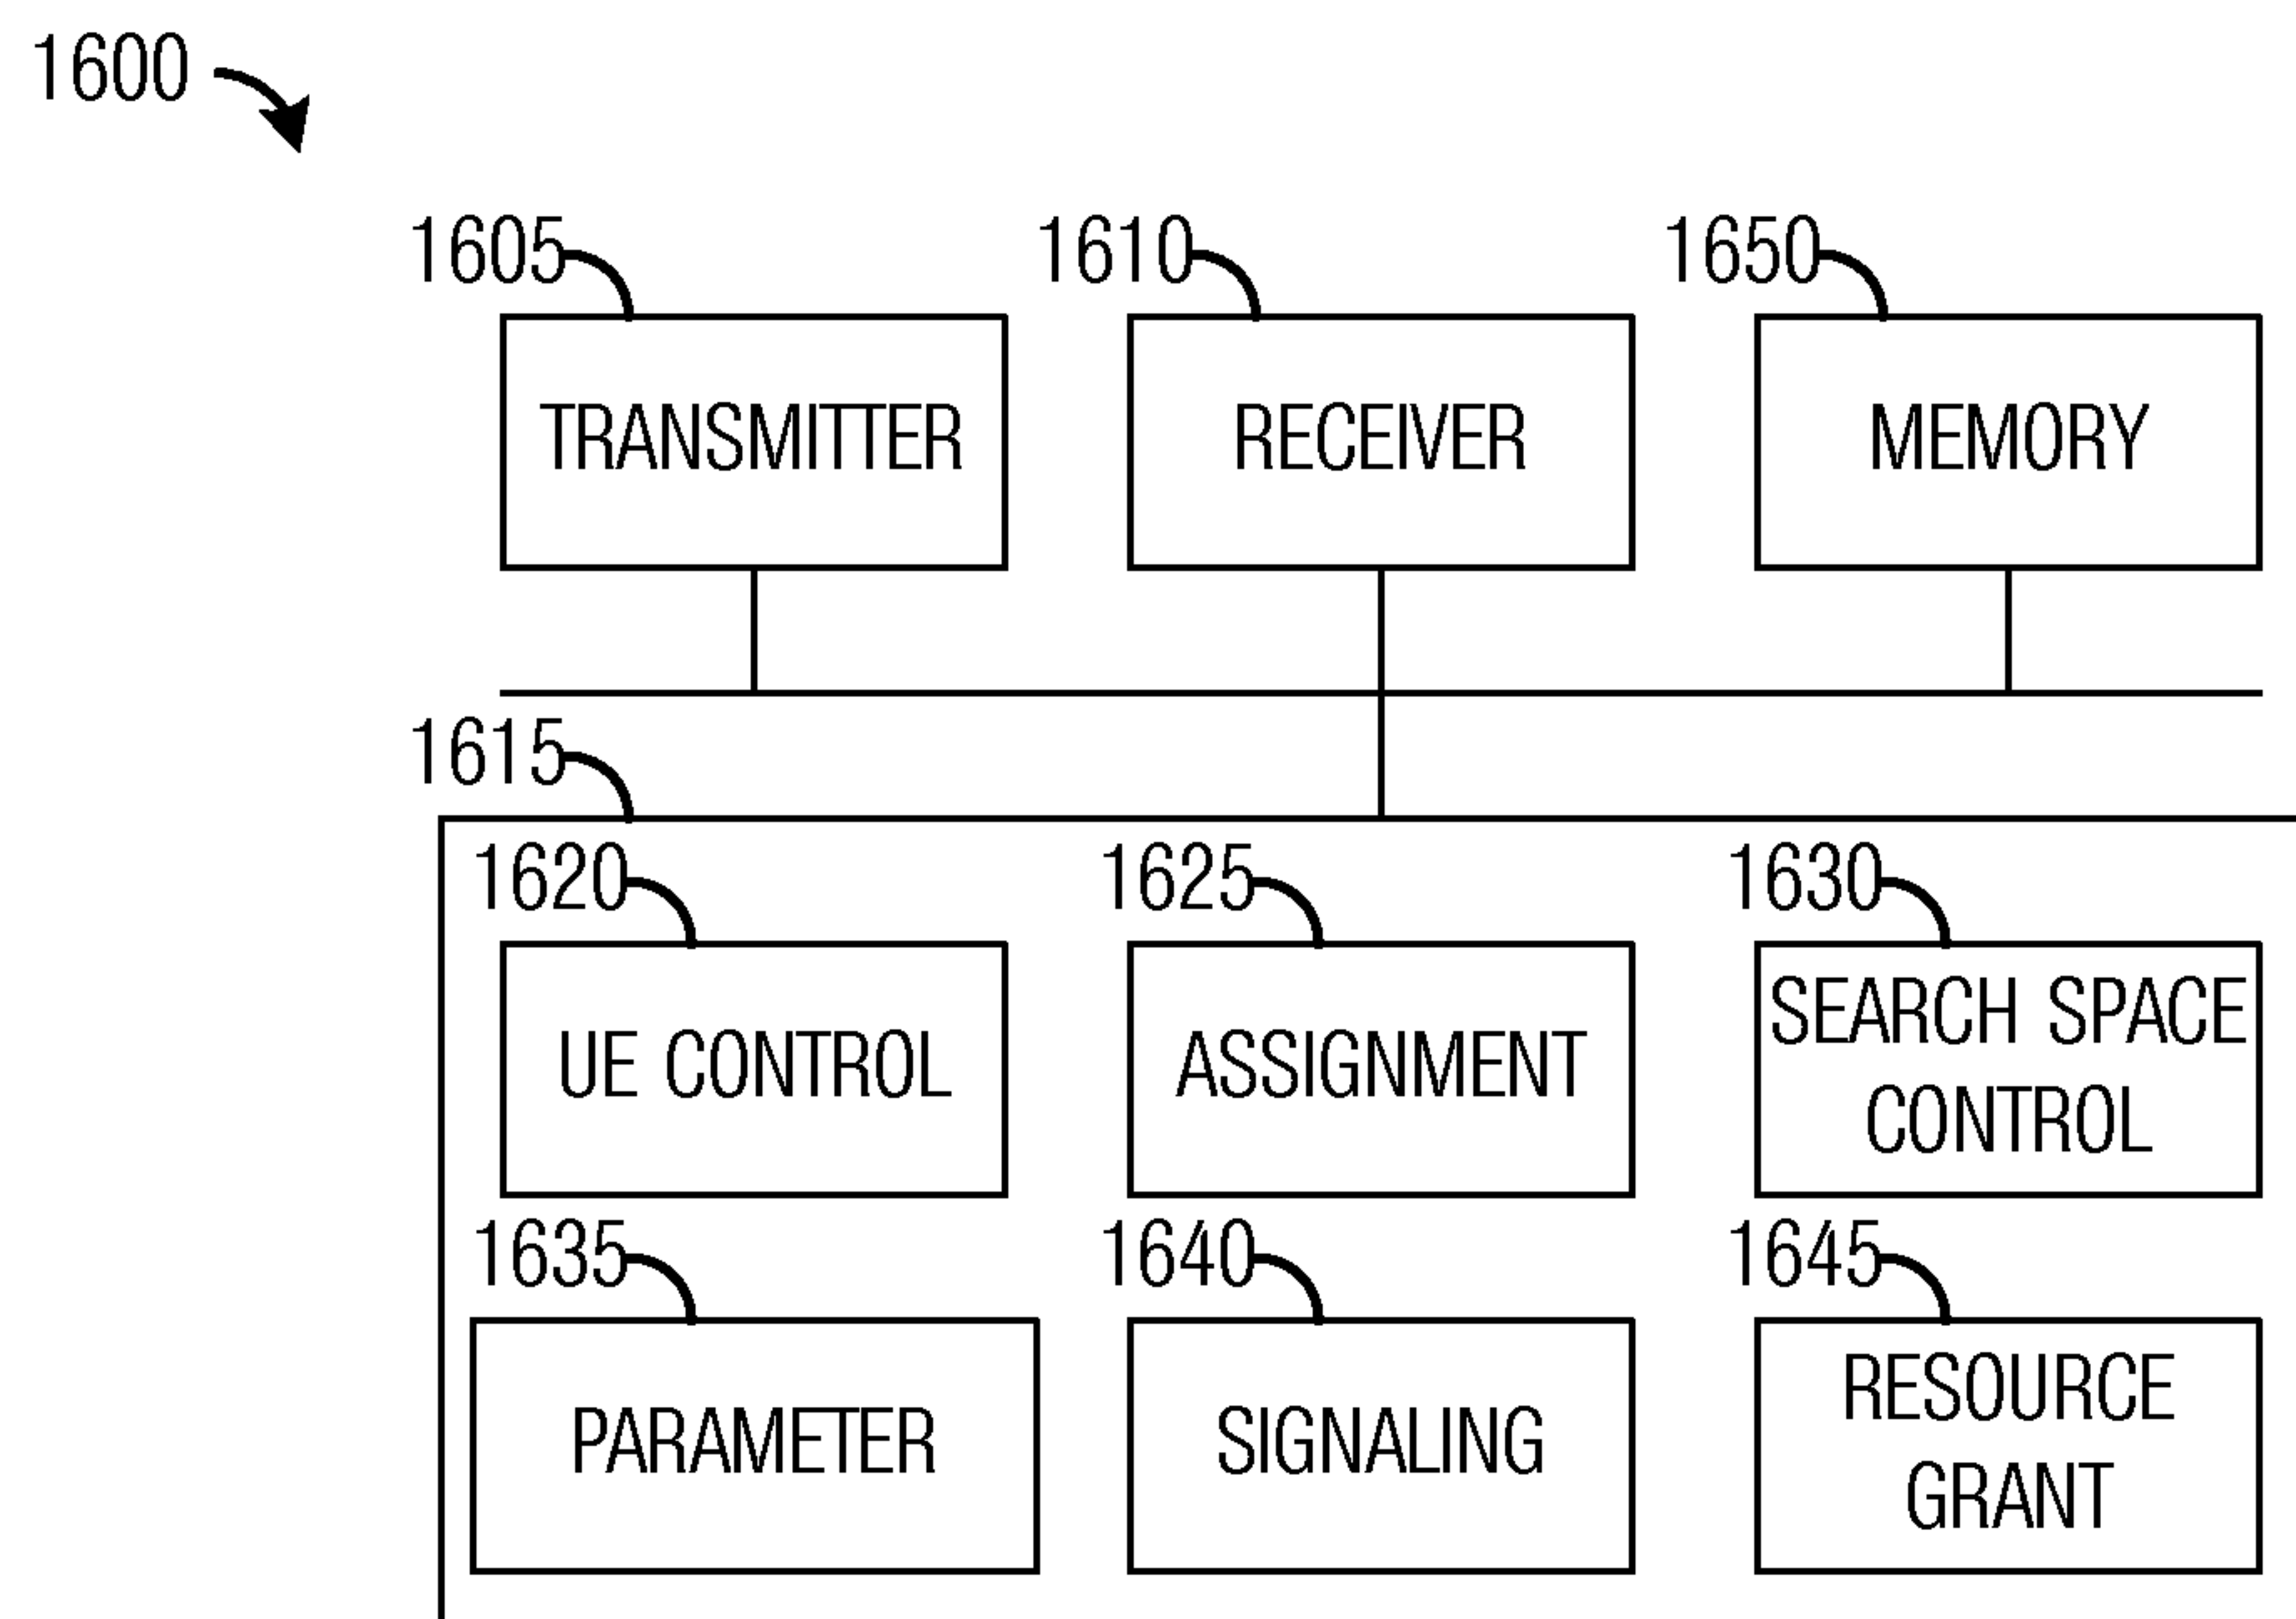 1600
1605 1610 1650
TRANSMITTER RECEIVER MEMORY
1615
1620 1625 1630
UE CONTROL ASSIGNMENT SEARCH SPACE
CONTROL
1635 1640 1645
PARAMETER SIGNALING RESOURCE
GRANT